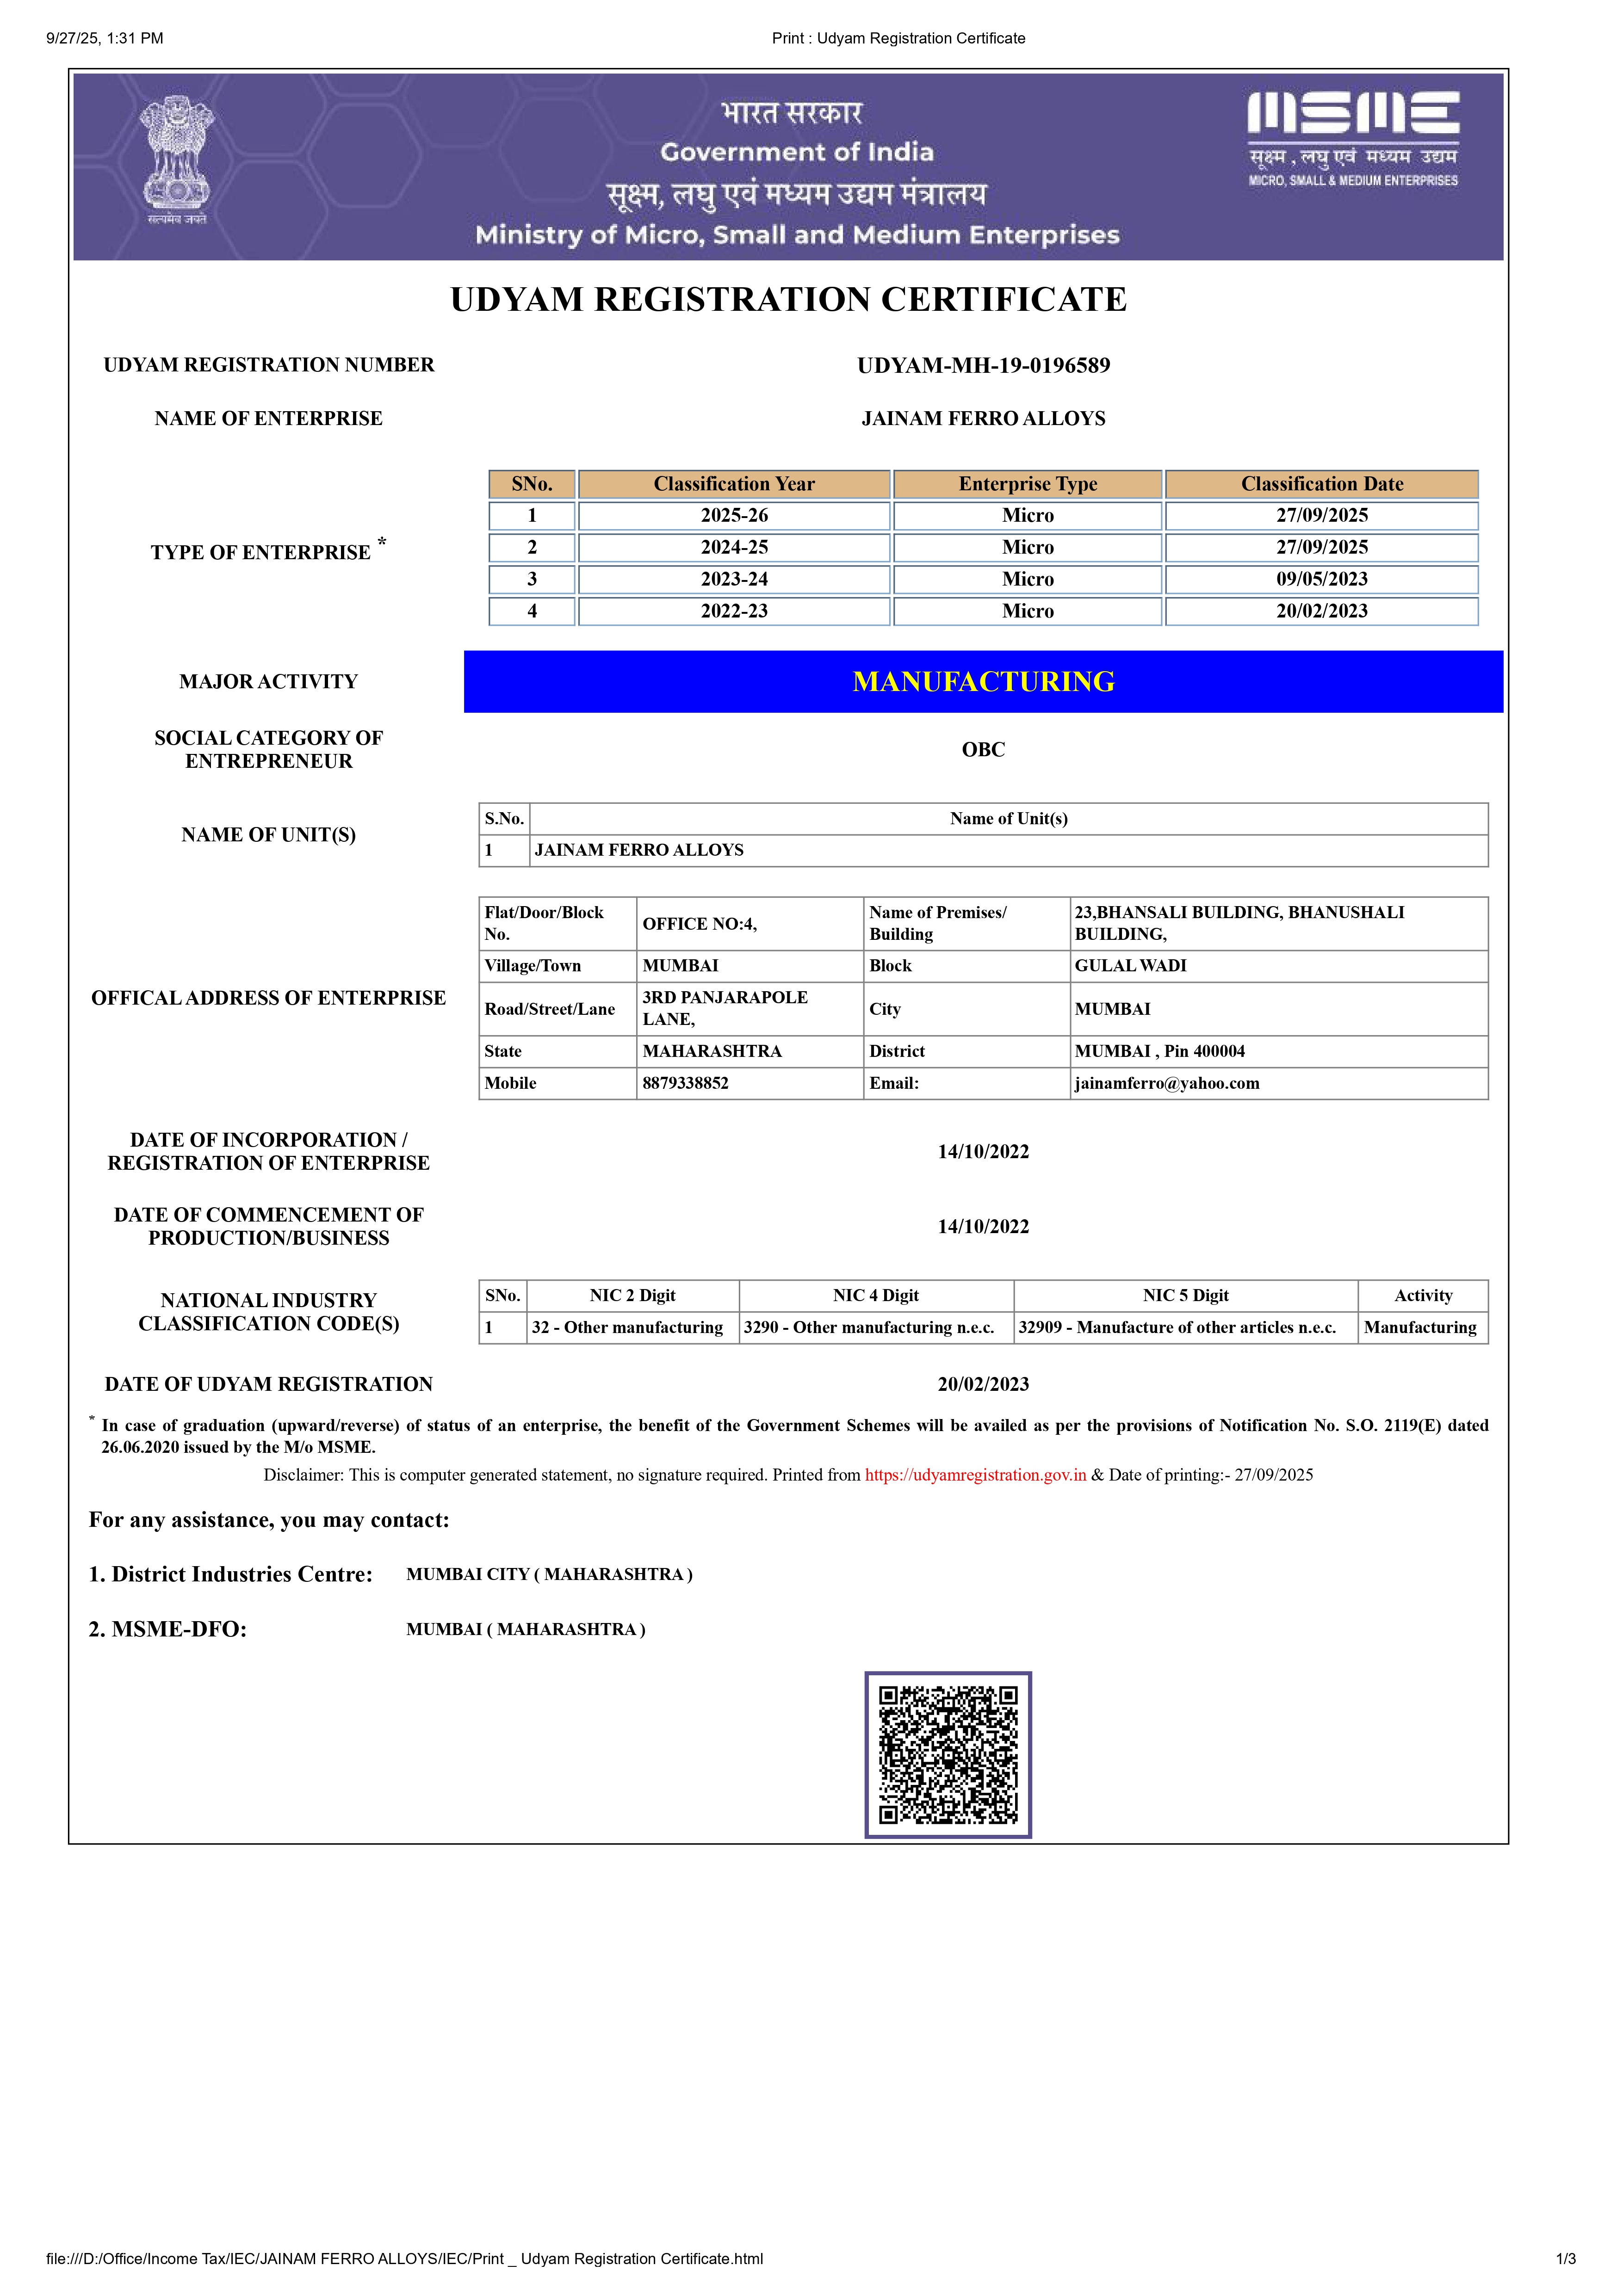 9/27/25, 1:31 PM
Print : Udyam Registration Certificate
भारत सरकार
Government of India
सूक्ष्म, लघु एवं मध्यम उद्यम मंत्रालय
Ministry of Micro, Small and Medium Enterprises
सत्यमेव जयते
MSME
सूक्ष्म , लघु एवं मध्यम उद्यम
MICRO, SMALL & MEDIUM ENTERPRISES
UDYAM REGISTRATION CERTIFICATE
UDYAM REGISTRATION NUMBER UDYAM-MH-19-0196589
NAME OF ENTERPRISE JAINAM FERRO ALLOYS
TYPE OF ENTERPRISE *
SNo. Classification Year Enterprise Type Classification Date
1 2025-26 Micro 27/09/2025
2 2024-25 Micro 27/09/2025
3 2023-24 Micro 09/05/2023
4 2022-23 Micro 20/02/2023
MAJOR ACTIVITY MANUFACTURING
SOCIAL CATEGORY OF
ENTREPRENEUR
OBC
NAME OF UNIT(S)
S.No. Name of Unit(s)
1 JAINAM FERRO ALLOYS
OFFICAL ADDRESS OF ENTERPRISE
Flat/Door/Block
No.
OFFICE NO:4,
Name of Premises/
Building
23,BHANSALI BUILDING, BHANUSHALI
BUILDING,
Village/Town MUMBAI Block GULAL WADI
Road/Street/Lane
3RD PANJARAPOLE
LANE,
City MUMBAI
State MAHARASHTRA District MUMBAI , Pin 400004
Mobile 8879338852 Email: jainamferro@yahoo.com
DATE OF INCORPORATION /
REGISTRATION OF ENTERPRISE
14/10/2022
DATE OF COMMENCEMENT OF
PRODUCTION/BUSINESS
14/10/2022
NATIONAL INDUSTRY
CLASSIFICATION CODE(S)
SNo. NIC 2 Digit NIC 4 Digit NIC 5 Digit Activity
1 32 - Other manufacturing 3290 - Other manufacturing n.e.c. 32909 - Manufacture of other articles n.e.c. Manufacturing
DATE OF UDYAM REGISTRATION 20/02/2023
* In case of graduation (upward/reverse) of status of an enterprise, the benefit of the Government Schemes will be availed as per the provisions of Notification No. S.O. 2119(E) dated
26.06.2020 issued by the M/o MSME.
Disclaimer: This is computer generated statement, no signature required. Printed from https://udyamregistration.gov.in & Date of printing:- 27/09/2025
For any assistance, you may contact:
1. District Industries Centre: MUMBAI CITY ( MAHARASHTRA )
2. MSME-DFO: MUMBAI ( MAHARASHTRA )
file:///D:/Office/Income Tax/IEC/JAINAM FERRO ALLOYS/IEC/Print _ Udyam Registration Certificate.html
1/3